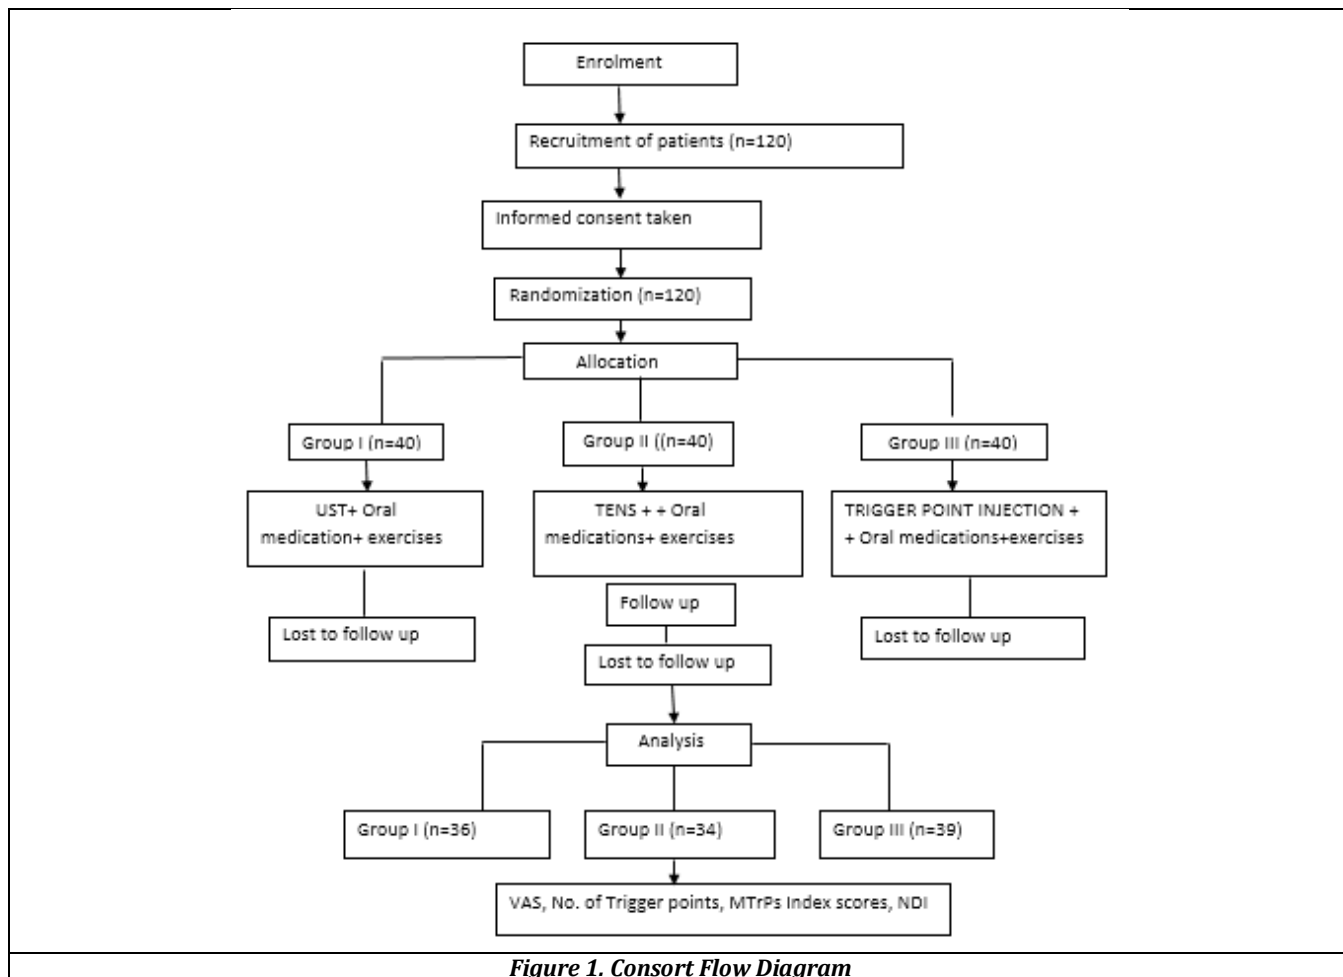 Enrolment
Recruitment of patients (n=120)
Informed consent taken
Randomization (n=120)
Allocation
Group I (n=40)
Group II ((n=40)
Group III (n=40)
UST+ Oral
medication+ exercises
TENS + + Oral
medications+ exercises
TRIGGER POINT INJECTION +
+ Oral medications+exercises
Follow up
Lost to follow up
Lost to follow up
Lost to follow up
Analysis
Group I (n=36)
Group II (n=34)
Group III (n=39)
VAS, No. of Trigger points, MTrPs Index scores, NDI
Figure 1. Consort Flow Diagram